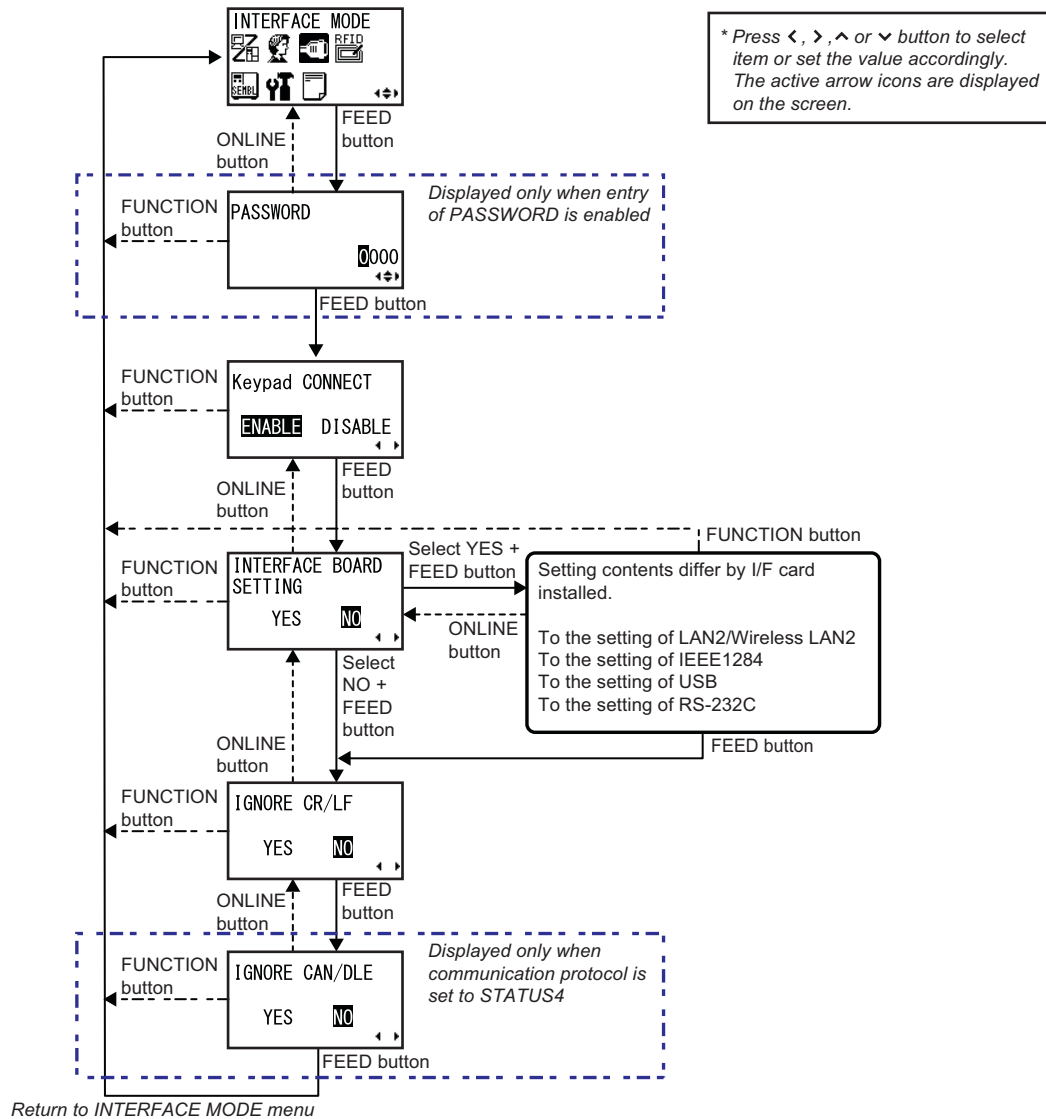 INTERFACE MODE
RFID
SEMBL
* Press <, >, ^ or v button to select
item or set the value accordingly.
The active arrow icons are displayed
on the screen.
ONLINE
button
FEED
button
FUNCTION
button
PASSWORD
0000
Displayed only when entry
of PASSWORD is enabled
FEED button
FUNCTION
button
Keypad CONNECT
ENABLE DISABLE
ONLINE
button
FEED
button
FUNCTION button
FUNCTION
button
INTERFACE BOARD
SETTING
YES NO
Select YES +
FEED button
ONLINE
button
Setting contents differ by I/F card
installed.
To the setting of LAN2/Wireless LAN2
To the setting of IEEE1284
To the setting of USB
To the setting of RS-232C
Select
NO +
FEED
button
ONLINE
button
FEED button
FUNCTION
button
IGNORE CR/LF
YES NO
ONLINE
button
FEED
button
FUNCTION
button
IGNORE CAN/DLE
YES NO
Displayed only when
communication protocol is
set to STATUS4
FEED button
Return to INTERFACE MODE menu